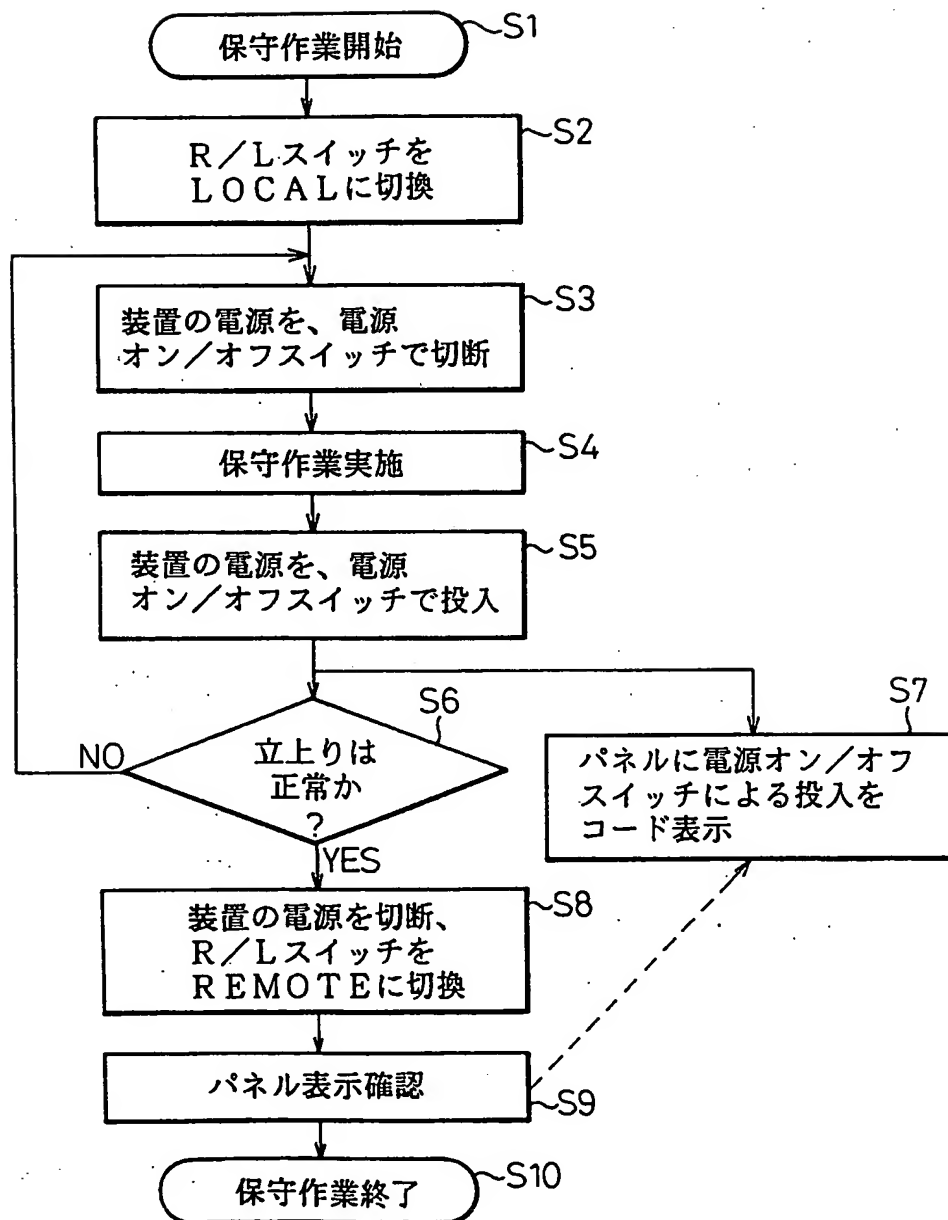 保守作業開始
S1
R/Lスイッチを
LOCALに切換
S2
装置の電源を、電源
オン/オフスイッチで切断
S3
保守作業実施
S4
装置の電源を、電源
オン/オフスイッチで投入
S5
立上りは
正常か
?
S6
NO
YES
パネルに電源オン/オフ
スイッチによる投入を
コード表示
S7
装置の電源を切断、
R/Lスイッチを
REMOTEに切換
S8
パネル表示確認
S9
保守作業終了
S10